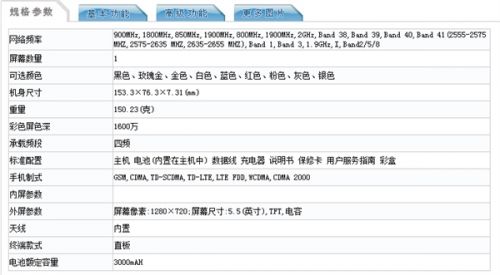 规格参数 基本功能 高级功能 更多图片
网络频率 900MHz,1800MHz,850MHz,1900MHz,800MHz,1900MHz,2GHz,Band 38,Band 39,Band 40,Band 41(2555-2575
MHZ,2575-2635 MHZ,2635-2655 MHZ),Band 1,Band 3,1.9GHz,I,Band2/5/8
屏幕数量 1
可选颜色 黑色、玫瑰金、金色、白色、蓝色、红色、粉色、灰色、银色
机身尺寸 153.3×76.3×7.31(mm)
重量 150.23(克)
彩色屏色深 1600万
承载频段 四频
标准配置 主机 电池(内置在主机中) 数据线 充电器 说明书 保修卡 用户服务指南 彩盒
手机制式 GSM,CDMA,TD-SCDMA,TD-LTE,LTE FDD,WCDMA,CDMA 2000
内屏参数
外屏参数 屏幕像素:1280×720;屏幕尺寸:5.5(英寸),TFT,电容
天线 内置
终端款式 直板
电池额定容量 3000mAH